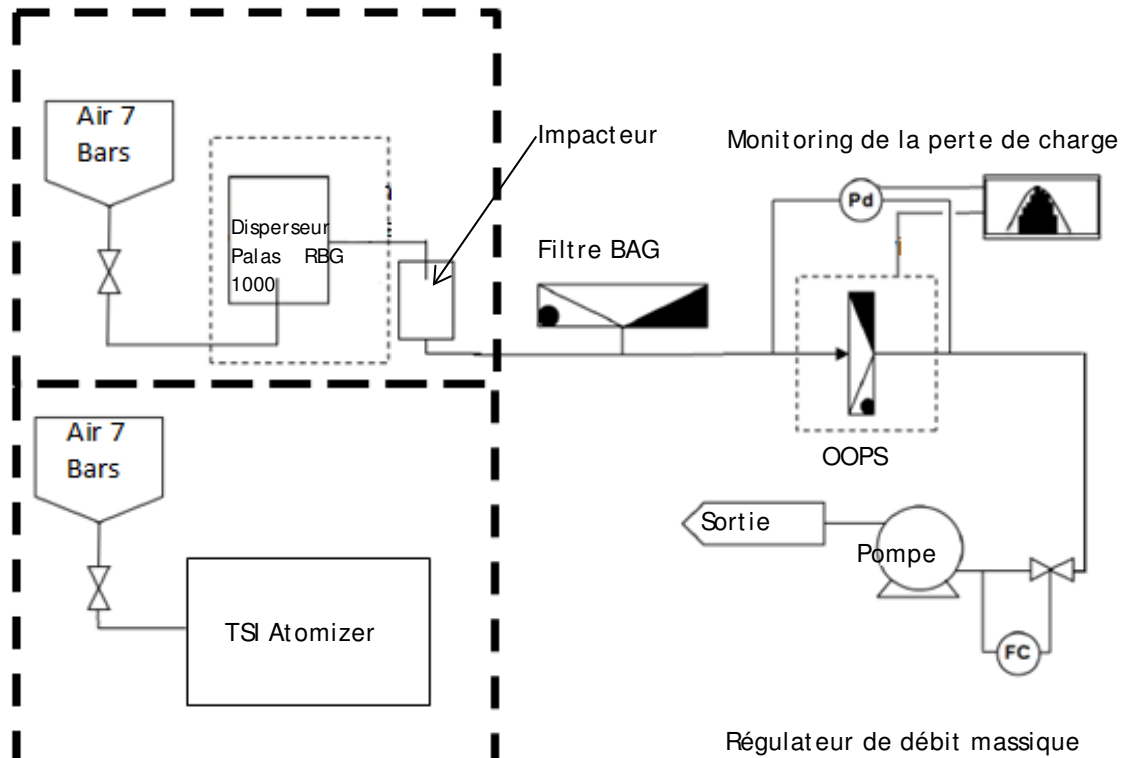 Air 7
Bars
Impacteur
Monitoring de la perte de charge
Pd
Disperseur
Palas RBG
1000
Filtre BAG
OOPS
Air 7
Bars
Sortie
Pompe
TSI Atomizer
FC
Régulateur de débit massique